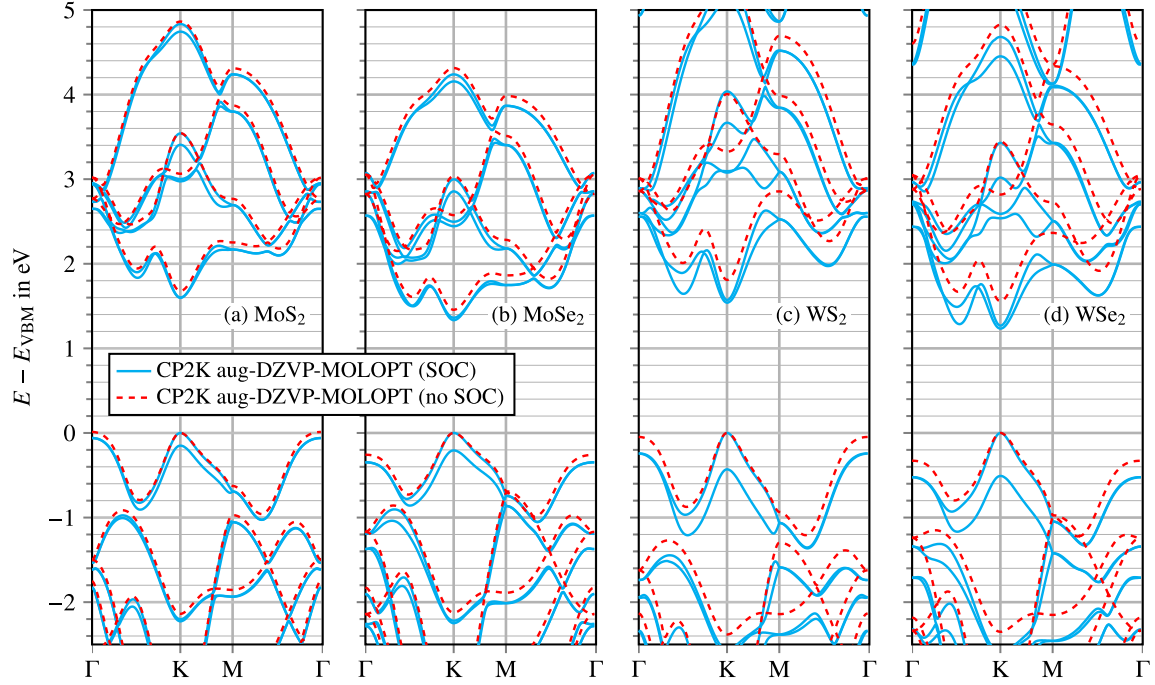 5
4
3
2
1
0
−1
−2
E − E_VBM in eV
(a) MoS₂
(b) MoSe₂
(c) WS₂
(d) WSe₂
CP2K aug-DZVP-MOLOPT (SOC)
CP2K aug-DZVP-MOLOPT (no SOC)
Γ K M Γ Γ K M Γ Γ K M Γ Γ K M Γ